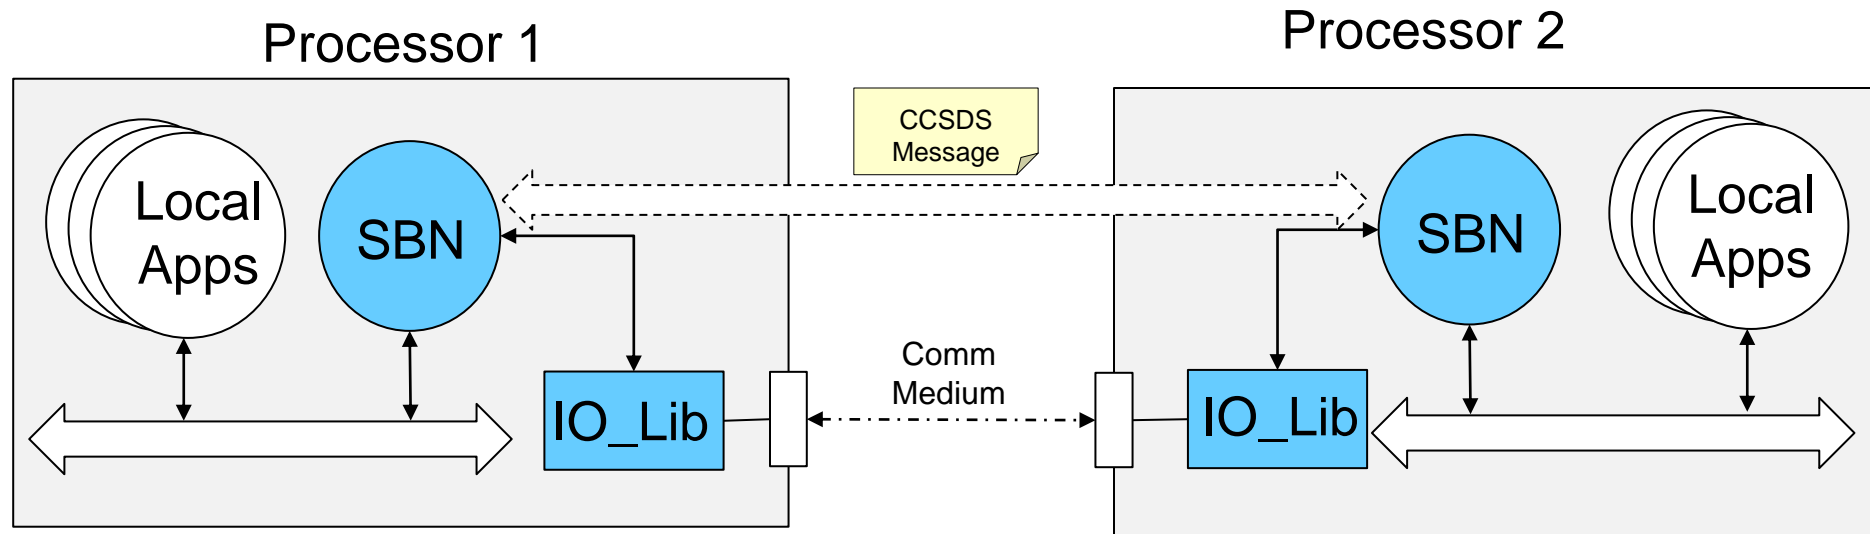 Processor 1
Processor 2
CCSDS
Message
Local
Apps
SBN
SBN
Local
Apps
Comm
Medium
IO_Lib
IO_Lib